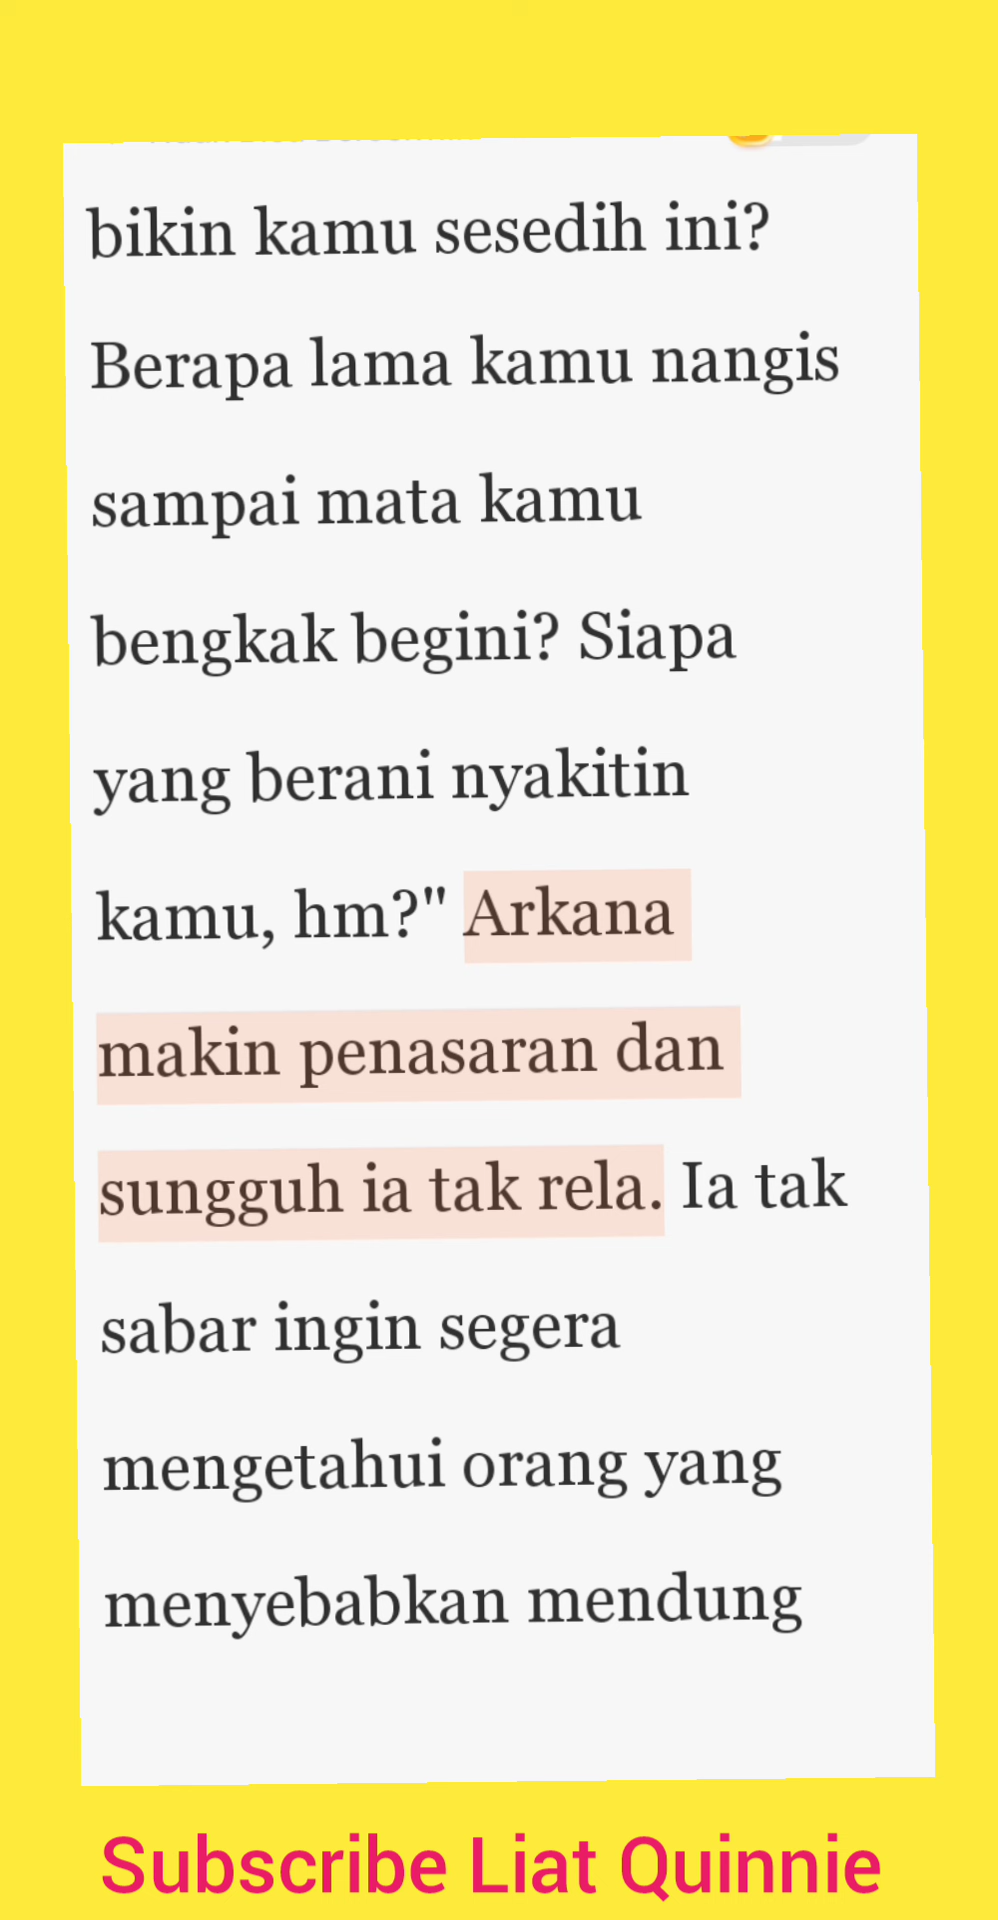 bikin kamu sesedih ini?
Berapa lama kamu nangis
sampai mata kamu
bengkak begini? Siapa
yang berani nyakitin
kamu, hm?" Arkana
makin penasaran dan
sungguh ia tak rela. Ia tak
sabar ingin segera
mengetahui orang yang
menyebabkan mendung
Subscribe Liat Quinnie